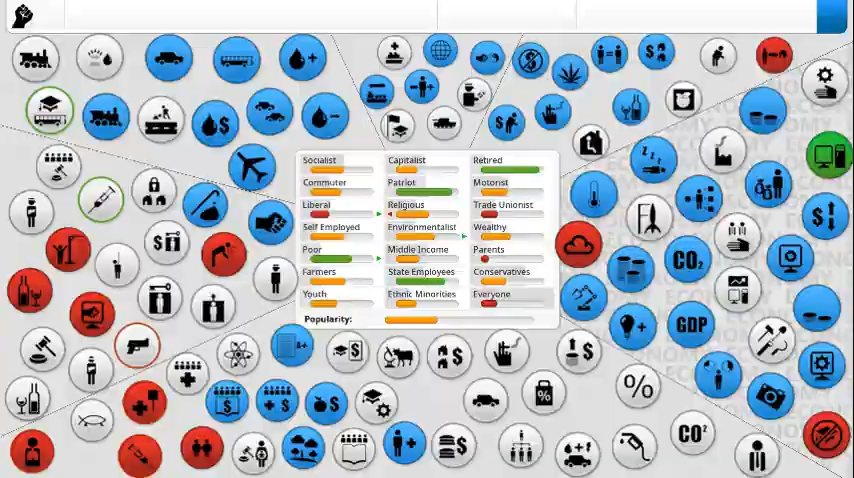 Socialist Capitalist Retired
Commuter Patriot Motorist
Liberal Religious Trade Unionist
Self Employed Environmentalist Wealthy
Poor Middle Income Parents
Farmers State Employees Conservatives
Youth Ethnic Minorities Everyone
Popularity:
CO₂
GDP
A+
%
CO²